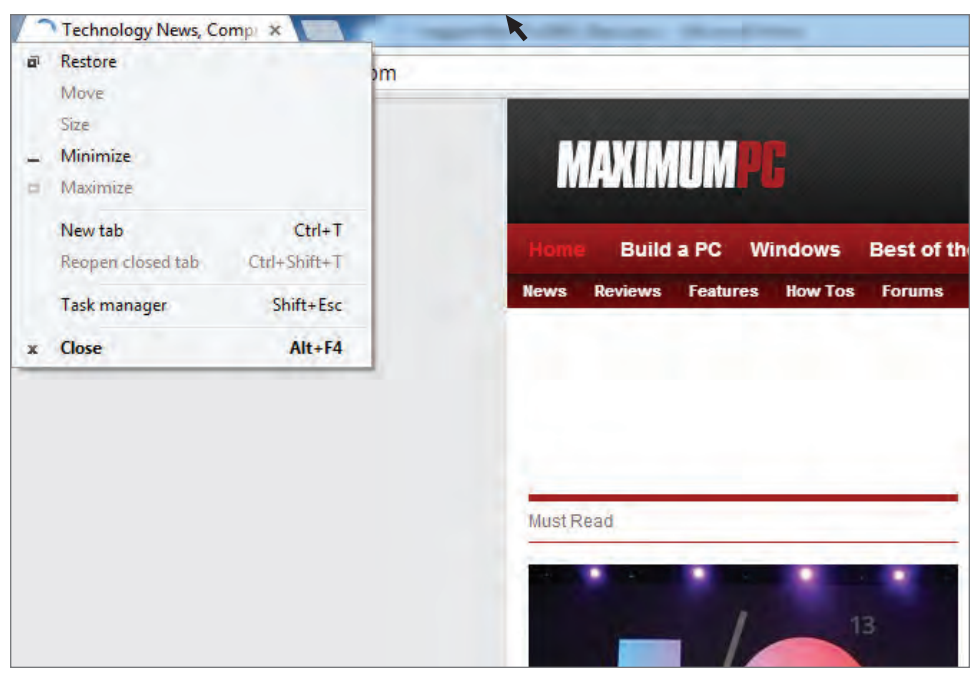 Technology News, Comp
Restore
om
Move
Size
Minimize
Maximize
New tab Ctrl+T
Reopen closed tab Ctrl+Shift+T
Task manager Shift+Esc
Close Alt+F4
MAXIMUMPC
Home Build a PC Windows Best of the
News Reviews Features How Tos Forums
Must Read
13